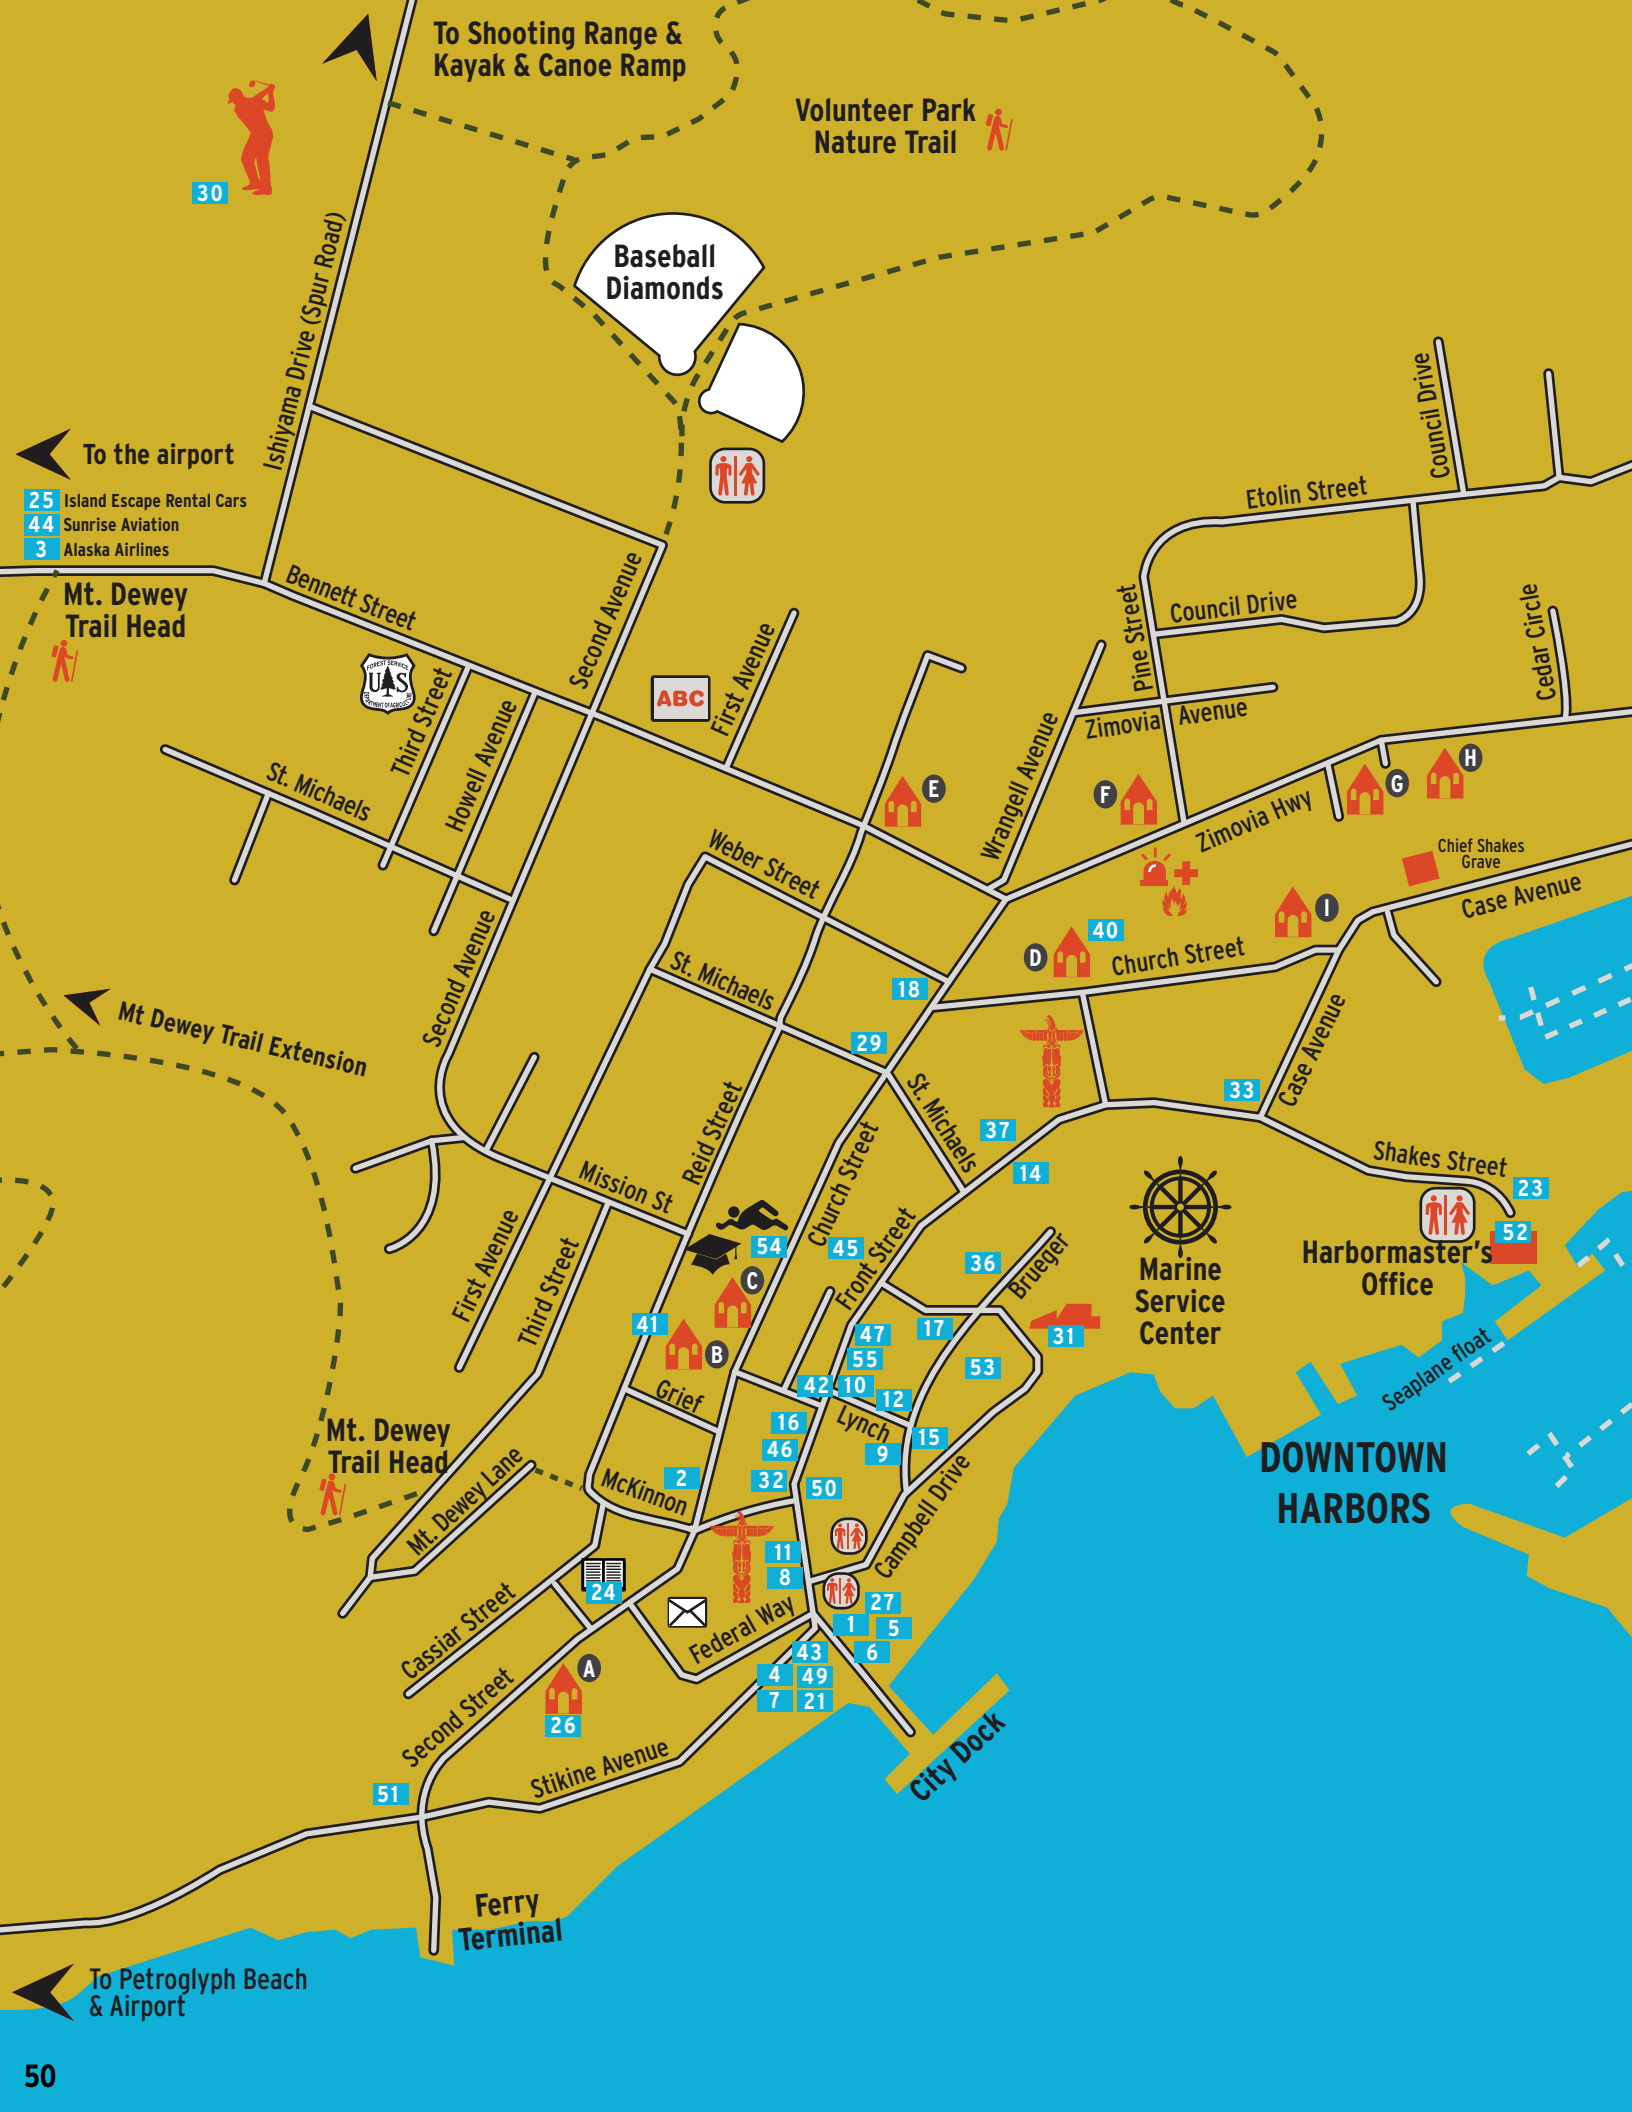 To Shooting Range &
Kayak & Canoe Ramp
Volunteer Park
Nature Trail
30
Baseball
Diamonds
Ishiyama Drive (Spur Road)
To the airport
25 Island Escape Rental Cars
44 Sunrise Aviation
3 Alaska Airlines
Mt. Dewey
Trail Head
Bennett Street
Second Avenue
First Avenue
ABC
FOREST SERVICE
US
DEPARTMENT OF AGRICULTURE
Third Street
Howell Avenue
St. Michaels
Council Drive
Etolin Street
Council Drive
Pine Street
Cedar Circle
Zimovia Avenue
Wrangell Avenue
Zimovia Hwy
E
F
G
H
Chief Shakes
Grave
Case Avenue
I
40
D
Church Street
Weber Street
St. Michaels
18
29
Second Avenue
Mt Dewey Trail Extension
Case Avenue
33
St. Michaels
37
14
Reid Street
Mission St
Church Street
Shakes Street
23
52
Harbormaster's
Office
Marine
Service
Center
54
45
Front Street
36
Brueger
C
First Avenue
Third Street
41
B
47
17
31
55
53
42
10
12
Seaplane float
Grief
16
Lynch
15
46
9
Mt. Dewey
Trail Head
DOWNTOWN
HARBORS
2
32
50
McKinnon
Mt. Dewey Lane
Campbell Drive
11
8
24
27
1
5
Cassiar Street
Federal Way
43
6
4
49
7
21
A
26
Second Street
City Dock
Stikine Avenue
51
Ferry
Terminal
To Petroglyph Beach
& Airport
50